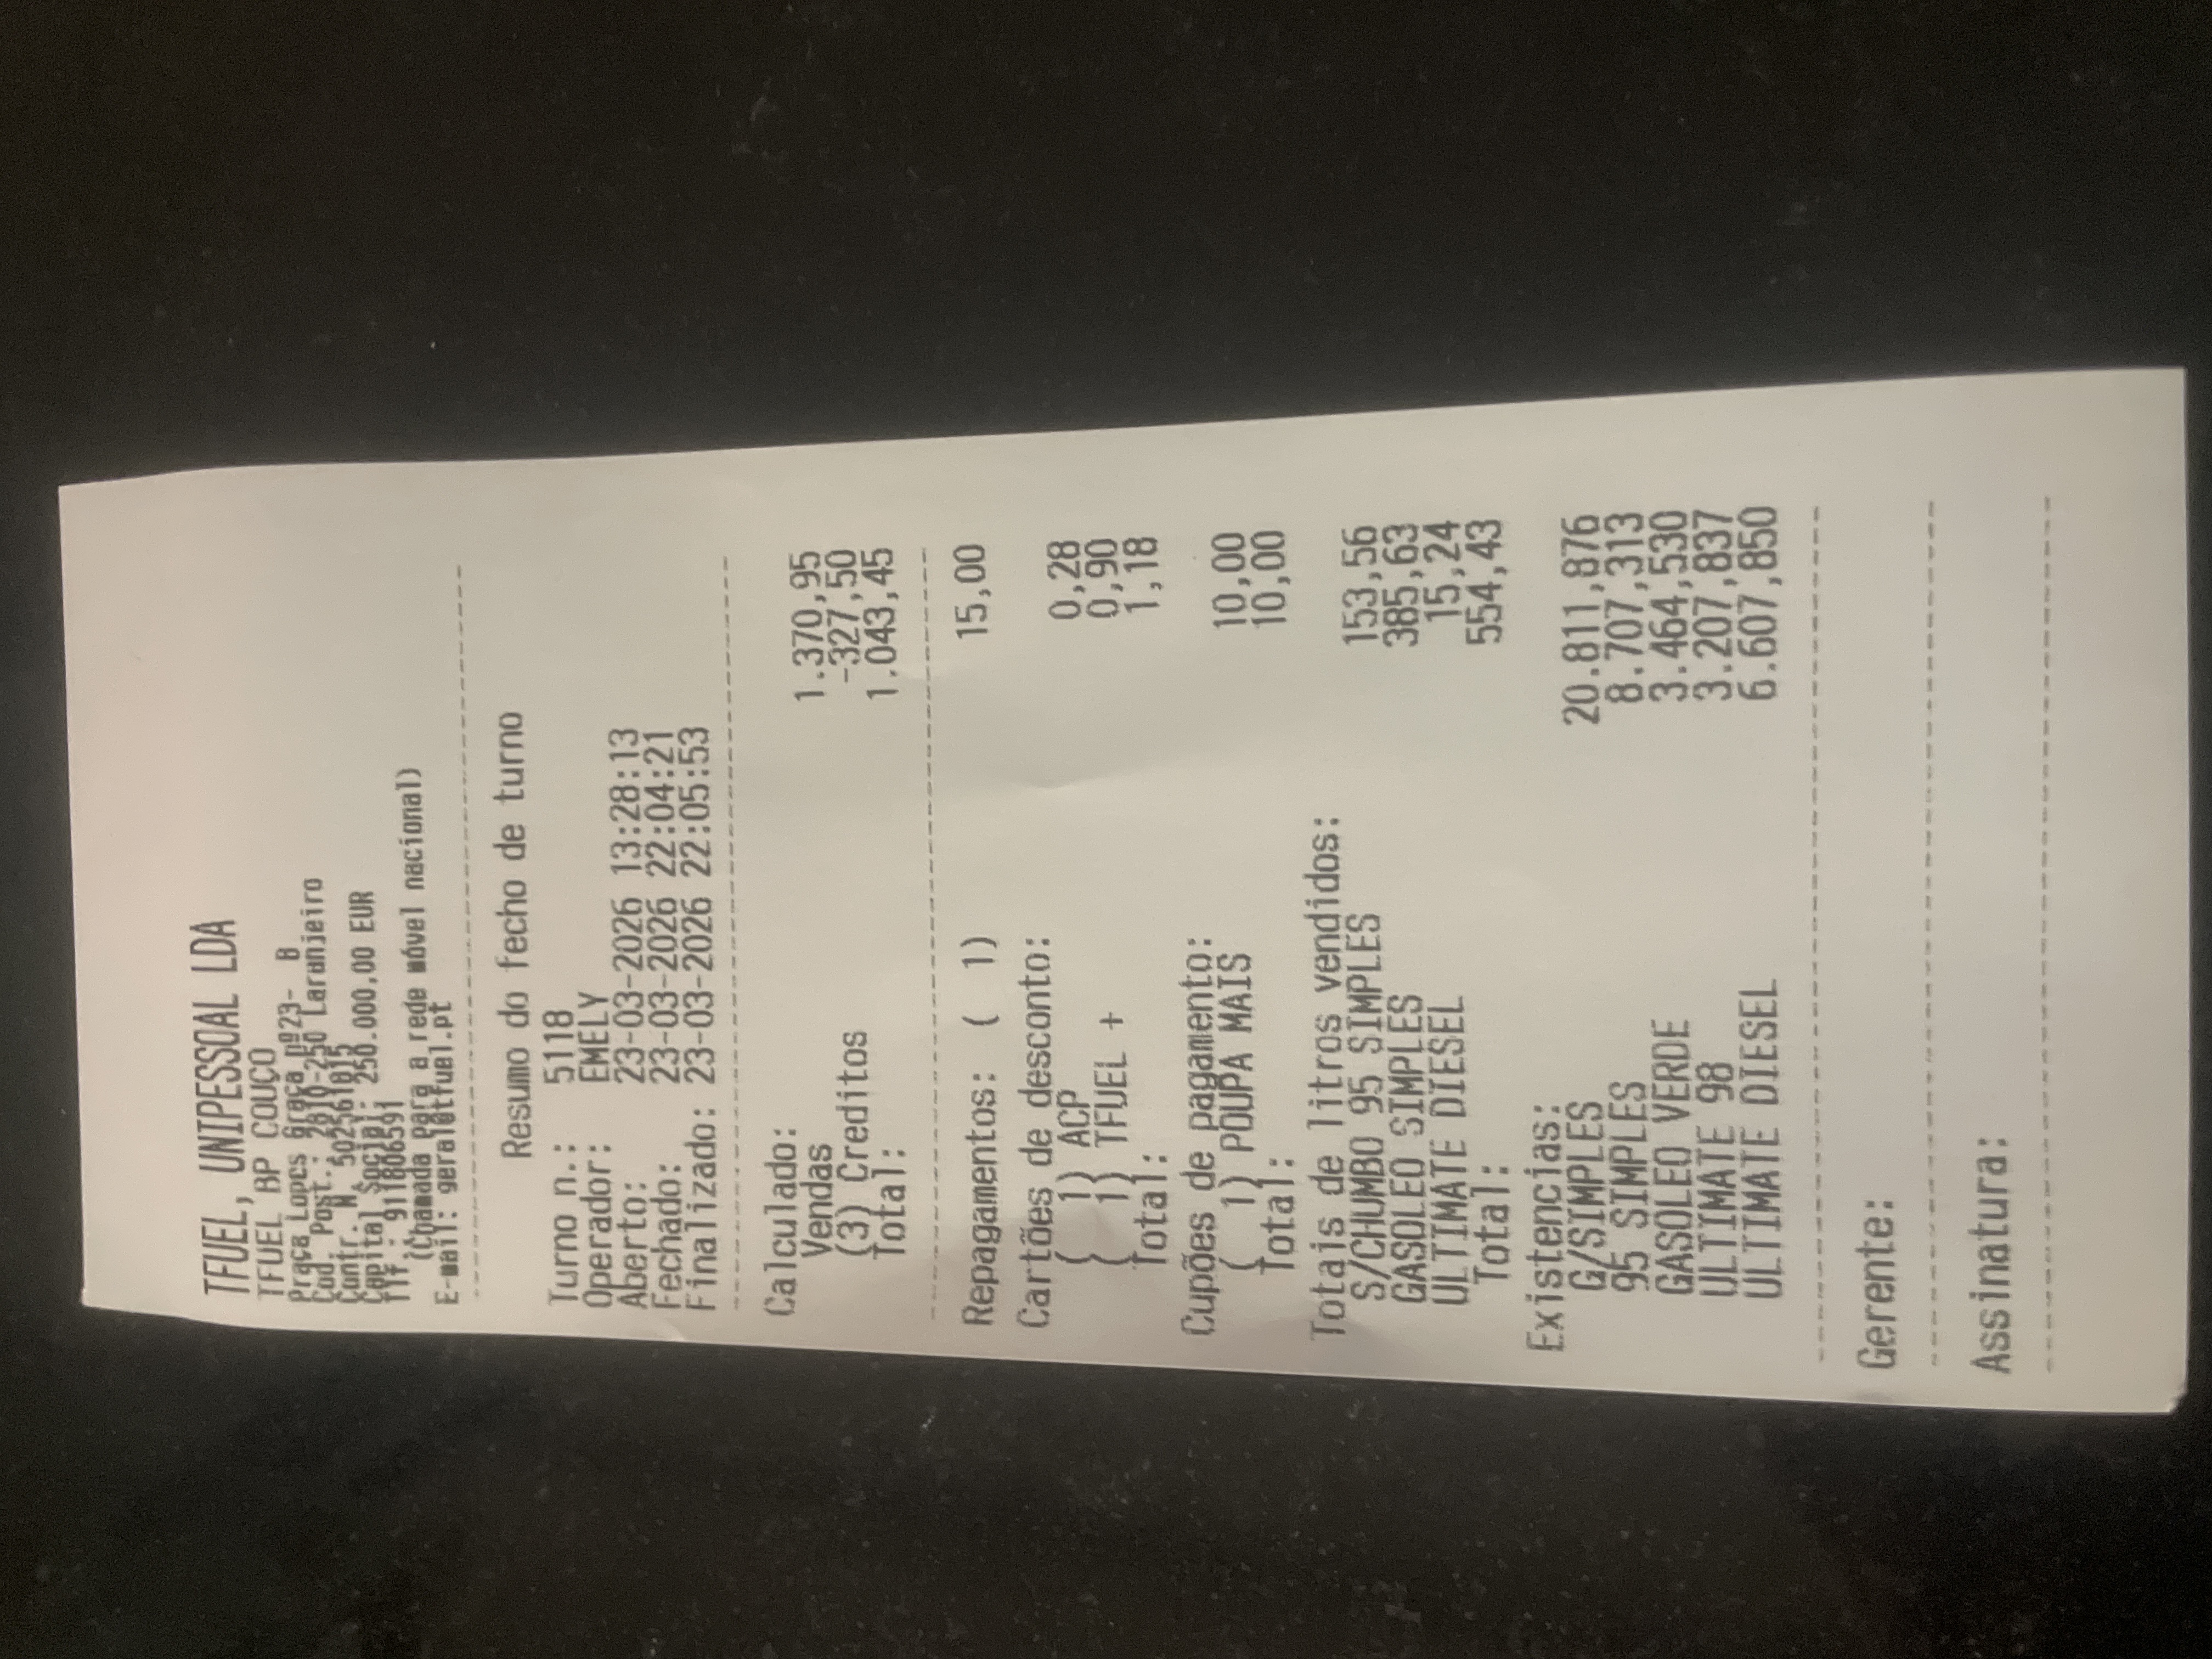 TFUEL, UNIPESSOAL LDA
TFUEL BP COUÇO
Praça Lopes Graça nº23- B
Cod. Post.: 2810-250 Laranjeiro
Contr. N. 502561015
Capital Social: 250.000,00 EUR
Tlf.: 911806591
(Chamada para a rede móvel nacional)
E-mail: geral@tfuel.pt
Resumo do fecho de turno
Turno n.: 5118
Operador: EMELY
Aberto: 23-03-2026 13:28:13
Fechado: 23-03-2026 22:04:21
Finalizado: 23-03-2026 22:05:53
Calculado:
Vendas 1.370,95
(3) Creditos -327,50
Total: 1.043,45
Repagamentos: ( 1) 15,00
Cartões de desconto:
( 1) ACP 0,28
( 1) TFUEL + 0,90
Total: 1,18
Cupões de pagamento:
( 1) POUPA MAIS 10,00
Total: 10,00
Totais de litros vendidos:
S/CHUMBO 95 SIMPLES 153,56
GASOLEO SIMPLES 385,63
ULTIMATE DIESEL 15,24
Total: 554,43
Existencias:
G/SIMPLES 20.811,876
95 SIMPLES 8.707,313
GASOLEO VERDE 3.464,530
ULTIMATE 98 3.207,837
ULTIMATE DIESEL 6.607,850
Gerente:
Assinatura: